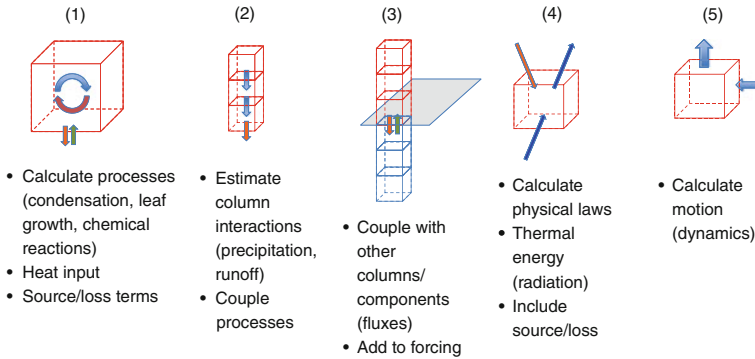 (1)
• Calculate processes
(condensation, leaf
growth, chemical
reactions)
• Heat input
• Source/loss terms
(2)
• Estimate
column
interactions
(precipitation,
runoff)
• Couple
processes
(3)
• Couple with
other
columns/
components
(fluxes)
• Add to forcing
(4)
• Calculate
physical laws
• Thermal
energy
(radiation)
• Include
source/loss
(5)
• Calculate
motion
(dynamics)